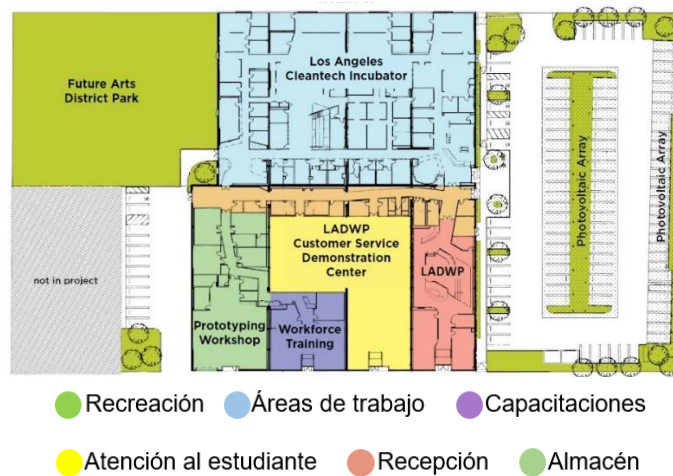 Future Arts
District Park
Los Angeles
Cleantech Incubator
Photovoltaic Array
Photovoltaic Array
not in project
LADWP
Customer Service
Demonstration
Center
LADWP
Prototyping
Workshop
Workforce
Training
Recreación
Áreas de trabajo
Capacitaciones
Atención al estudiante
Recepción
Almacén